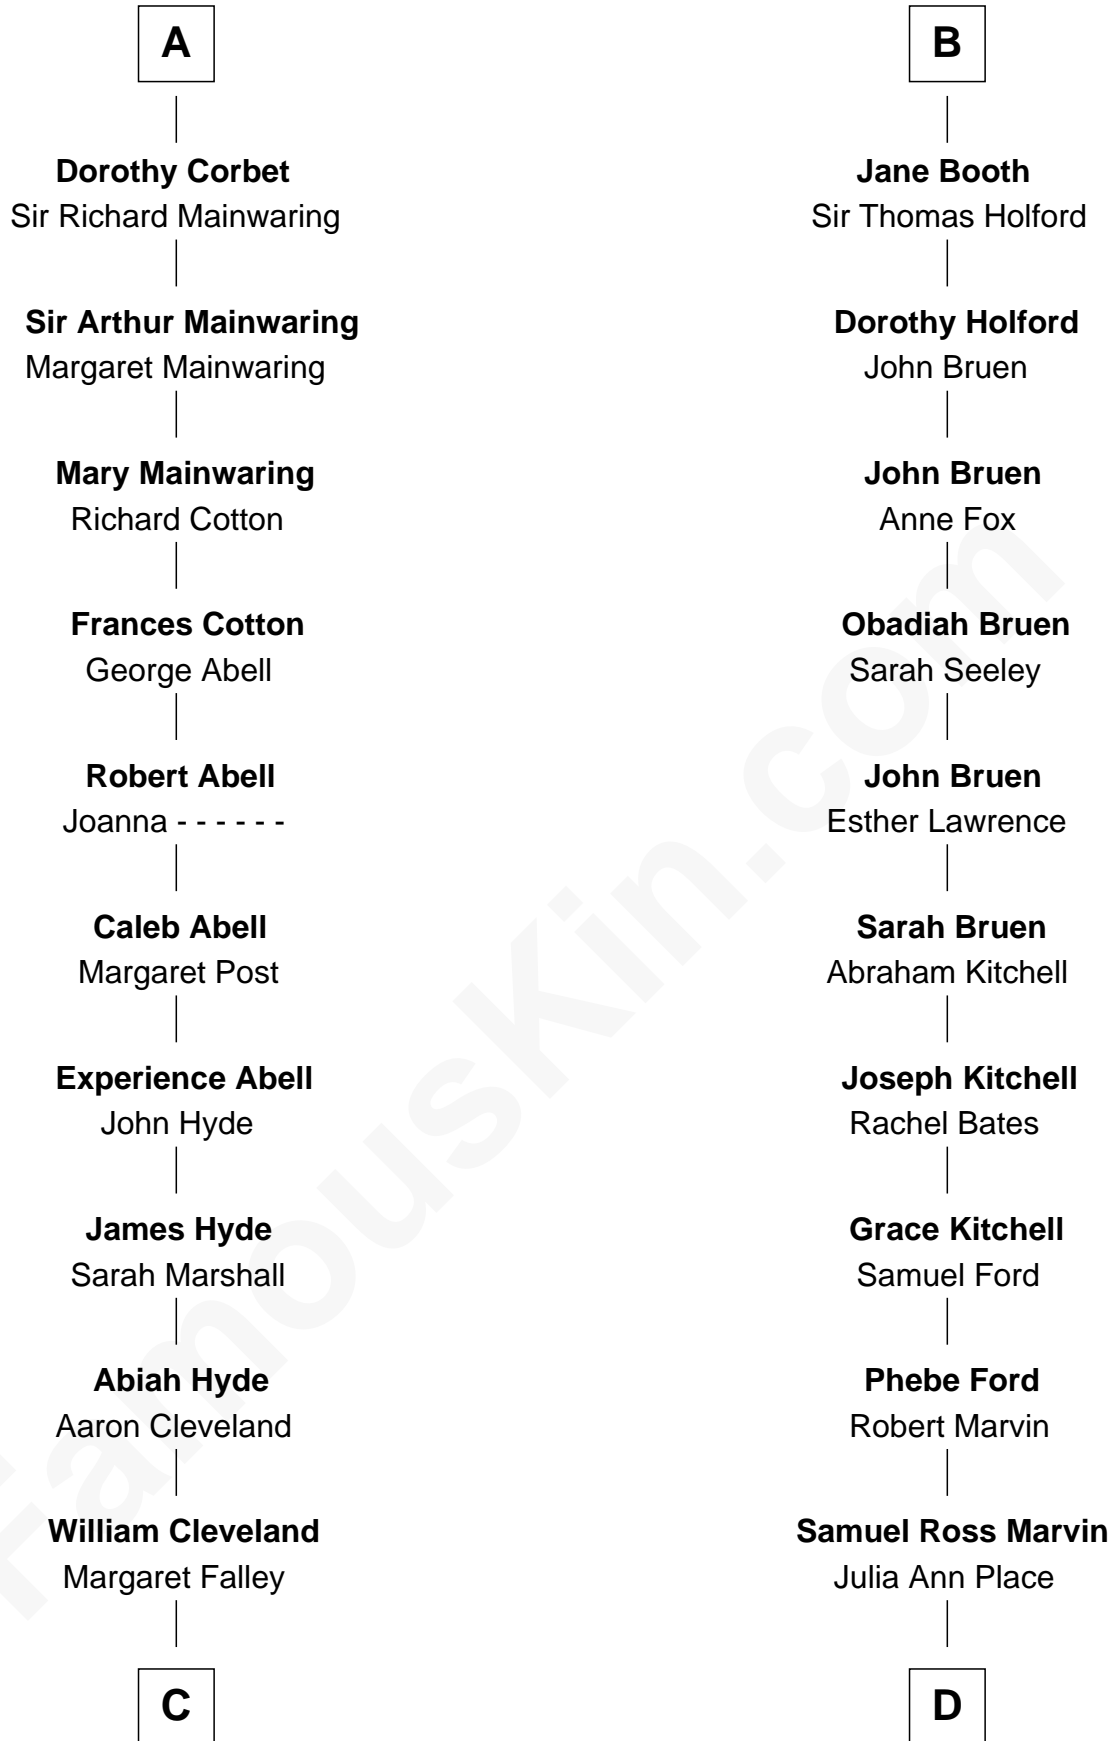 A
Dorothy Corbet
Sir Richard Mainwaring
Sir Arthur Mainwaring
Margaret Mainwaring
Mary Mainwaring
Richard Cotton
Frances Cotton
George Abell
Robert Abell
Joanna - - - - - -
Caleb Abell
Margaret Post
Experience Abell
John Hyde
James Hyde
Sarah Marshall
Abiah Hyde
Aaron Cleveland
William Cleveland
Margaret Falley
C
B
Jane Booth
Sir Thomas Holford
Dorothy Holford
John Bruen
John Bruen
Anne Fox
Obadiah Bruen
Sarah Seeley
John Bruen
Esther Lawrence
Sarah Bruen
Abraham Kitchell
Joseph Kitchell
Rachel Bates
Grace Kitchell
Samuel Ford
Phebe Ford
Robert Marvin
Samuel Ross Marvin
Julia Ann Place
D
FamousKin.com